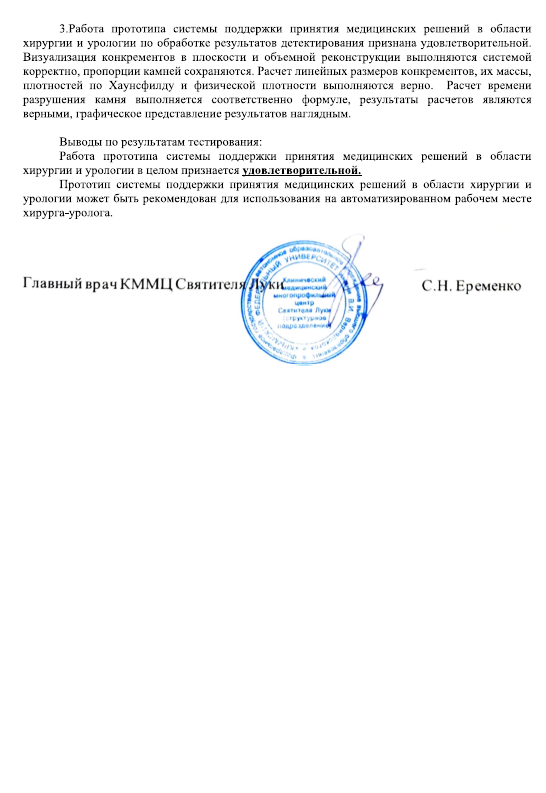 3.Работа прототипа системы поддержки принятия медицинских решений в области
хирургии и урологии по обработке результатов детектирования признана удовлетворительной.
Визуализация конкрементов в плоскости и объемной реконструкции выполняются системой
корректно, пропорции камней сохраняются. Расчет линейных размеров конкрементов, их массы,
плотностей по Хаунсфилду и физической плотности выполняются верно. Расчет времени
разрушения камня выполняется соответственно формуле, результаты расчетов являются
верными, графическое представление результатов наглядным.
Выводы по результатам тестирования:
Работа прототипа системы поддержки принятия медицинских решений в области
хирургии и урологии в целом признается удовлетворительной.
Прототип системы поддержки принятия медицинских решений в области хирургии и
урологии может быть рекомендован для использования на автоматизированном рабочем месте
хирурга-уролога.
Главный врач КММЦ Святителя Луки
С.Н. Еременко
Клинический
медицинский
многопрофильный
центр
Святителя Луки
структурное
подразделение